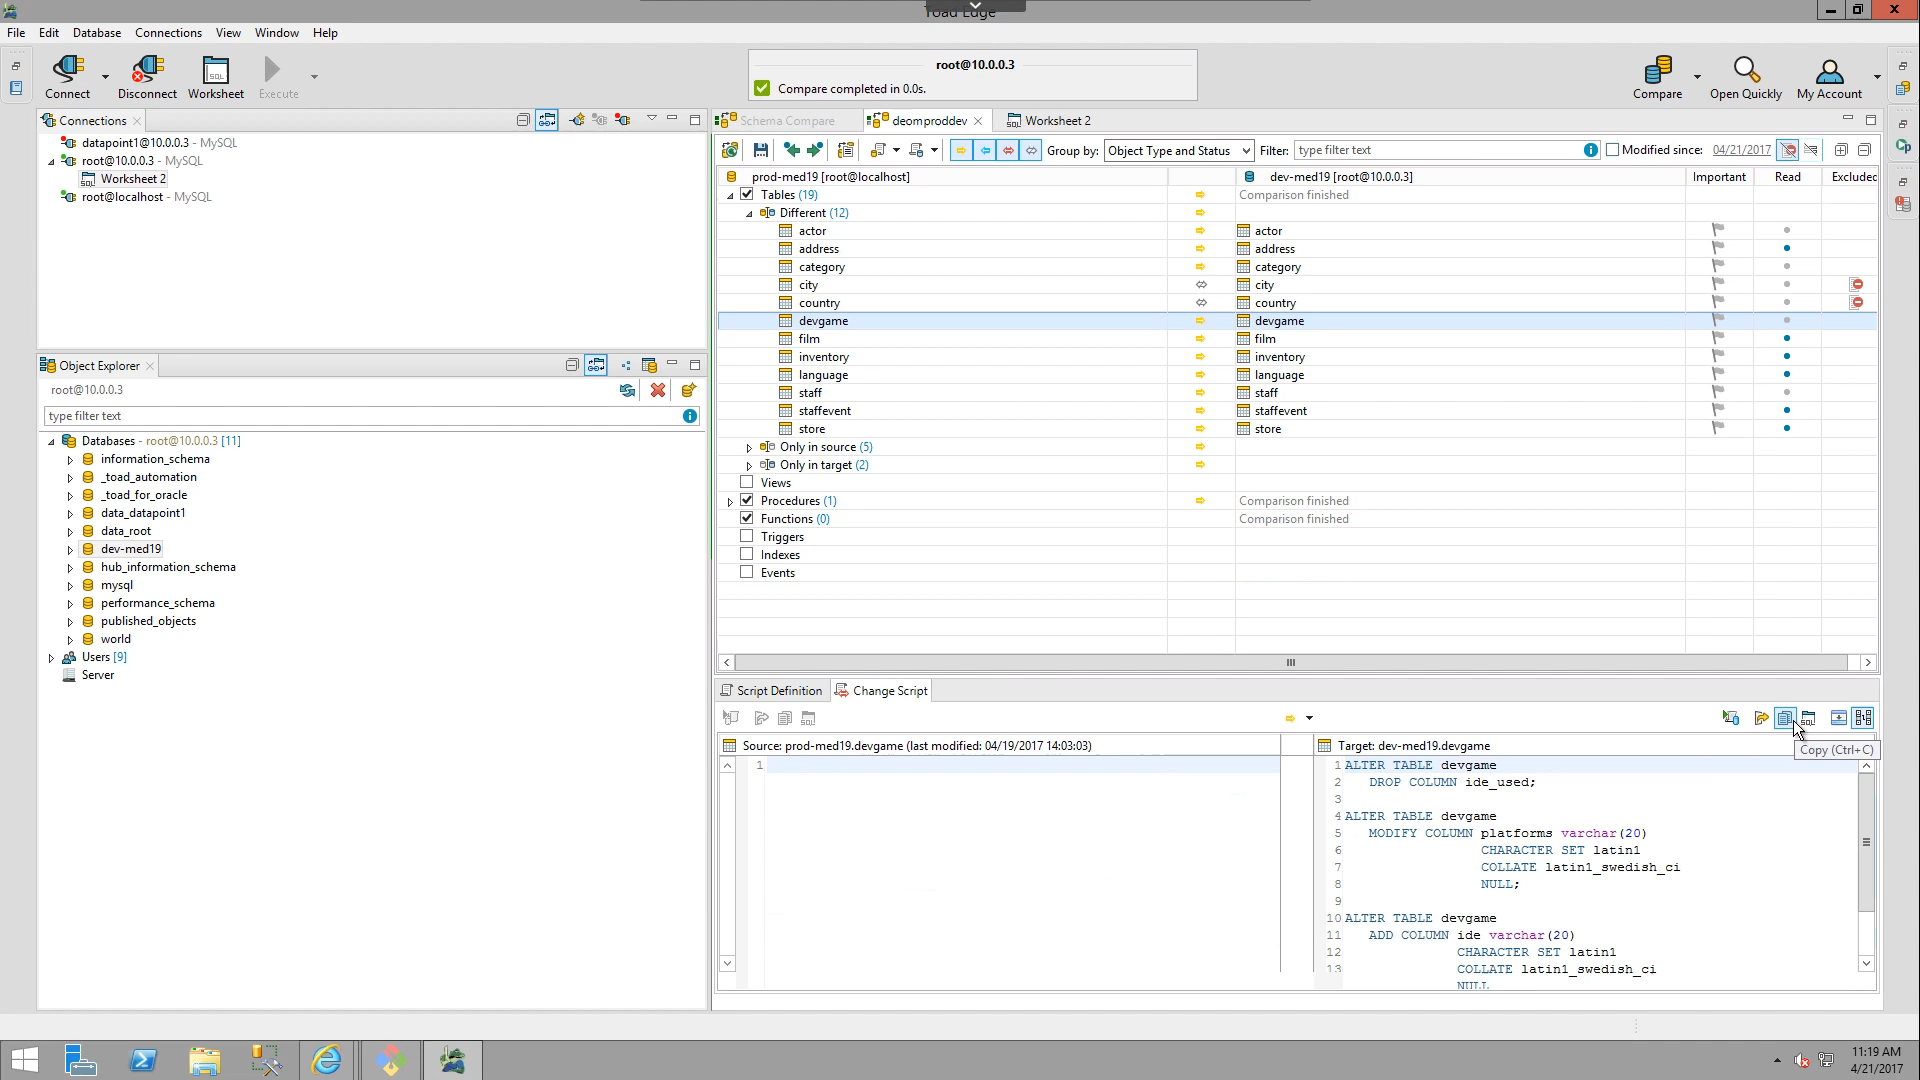 Toad Edge
File Edit Database Connections View Window Help
Connect Disconnect Worksheet Execute
root@10.0.0.3
Compare completed in 0.0s.
Compare Open Quickly My Account
Connections
datapoint1@10.0.0.3 - MySQL
root@10.0.0.3 - MySQL
Worksheet 2
root@localhost - MySQL
Object Explorer
root@10.0.0.3
type filter text
Databases - root@10.0.0.3 [11]
information_schema
_toad_automation
_toad_for_oracle
data_datapoint1
data_root
dev-med19
hub_information_schema
mysql
performance_schema
published_objects
world
Users [9]
Server
Schema Compare deomproddev Worksheet 2
Group by: Object Type and Status Filter: type filter text Modified since: 04/21/2017
prod-med19 [root@localhost] dev-med19 [root@10.0.0.3] Important Read Excluded
Tables (19) Comparison finished
Different (12)
actor actor
address address
category category
city city
country country
devgame devgame
film film
inventory inventory
language language
staff staff
staffevent staffevent
store store
Only in source (5)
Only in target (2)
Views
Procedures (1) Comparison finished
Functions (0) Comparison finished
Triggers
Indexes
Events
Script Definition Change Script
Copy (Ctrl+C)
Source: prod-med19.devgame (last modified: 04/19/2017 14:03:03)
1
Target: dev-med19.devgame
1 ALTER TABLE devgame
2 DROP COLUMN ide_used;
3
4 ALTER TABLE devgame
5 MODIFY COLUMN platforms varchar(20)
6 CHARACTER SET latin1
7 COLLATE latin1_swedish_ci
8 NULL;
9
10 ALTER TABLE devgame
11 ADD COLUMN ide varchar(20)
12 CHARACTER SET latin1
13 COLLATE latin1_swedish_ci
NULL
11:19 AM
4/21/2017